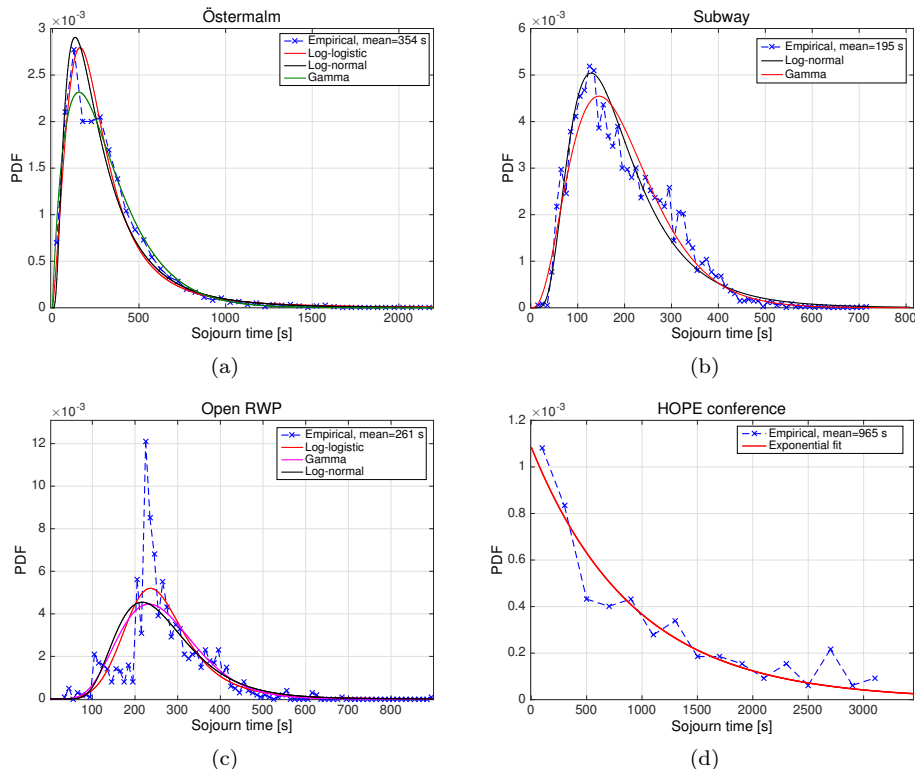 Östermalm
×10⁻³
3
2.5
2
1.5
1
0.5
0
PDF
Empirical, mean=354 s
Log-logistic
Log-normal
Gamma
0 500 1000 1500 2000
Sojourn time [s]
(a)
Subway
×10⁻³
6
5
4
3
2
1
0
PDF
Empirical, mean=195 s
Log-normal
Gamma
0 100 200 300 400 500 600 700 800
Sojourn time [s]
(b)
Open RWP
×10⁻³
12
10
8
6
4
2
0
PDF
Empirical, mean=261 s
Log-logistic
Gamma
Log-normal
100 200 300 400 500 600 700 800
Sojourn time [s]
(c)
HOPE conference
×10⁻³
1.2
1
0.8
0.6
0.4
0.2
0
PDF
Empirical, mean=965 s
Exponential fit
0 500 1000 1500 2000 2500 3000
Sojourn time [s]
(d)